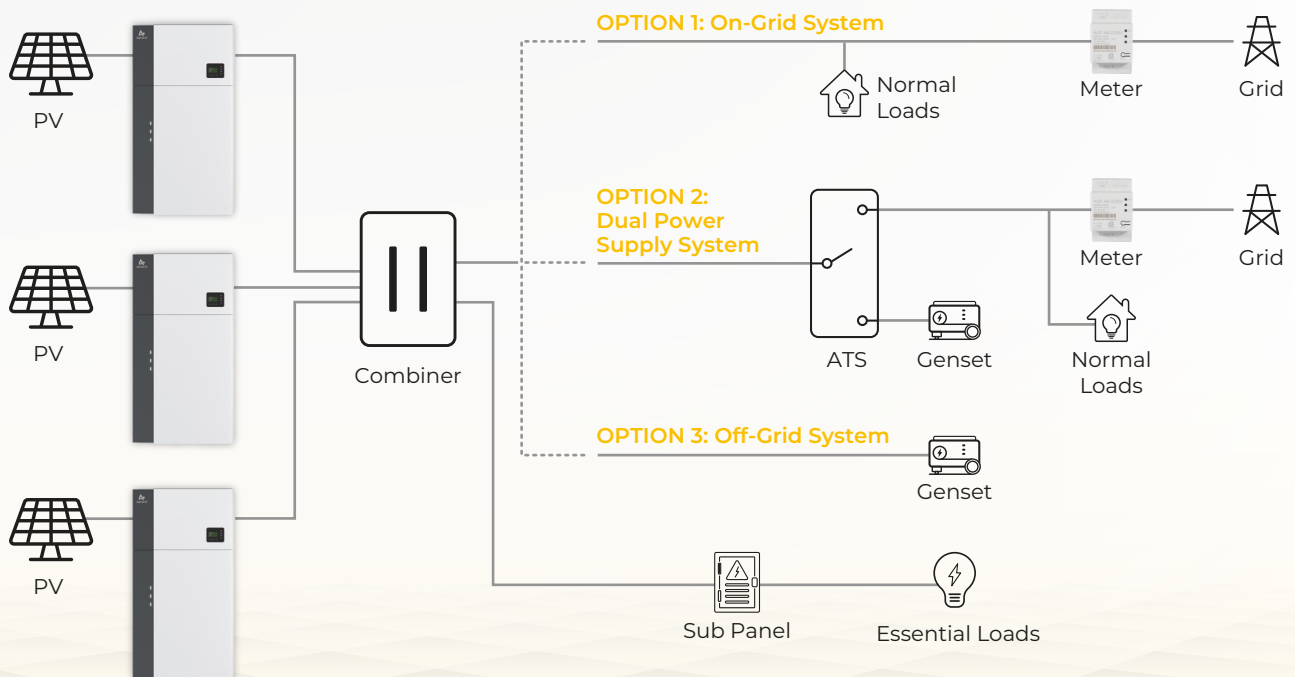 OPTION 1: On-Grid System
PV
Normal
Loads
Meter
Grid
OPTION 2:
Dual Power
Supply System
Meter
Grid
PV
Combiner
ATS
Genset
Normal
Loads
OPTION 3: Off-Grid System
Genset
PV
Sub Panel
Essential Loads